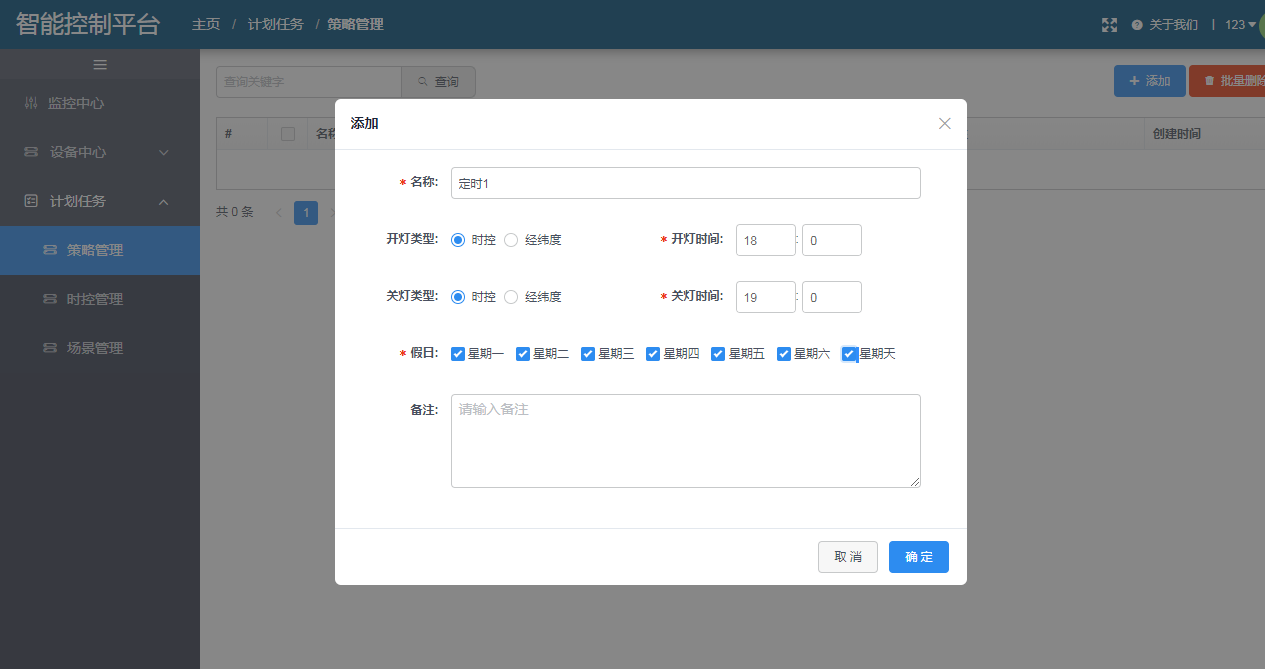 智能控制平台 主页 / 计划任务 / 策略管理 关于我们 | 123
查询关键字 查询 添加 批量删除
监控中心
设备中心
计划任务
策略管理
时控管理
场景管理
# 名称 创建时间
共 0 条 1
添加
* 名称: 定时1
开灯类型: 时控 经纬度 * 开灯时间: 18 : 0
关灯类型: 时控 经纬度 * 关灯时间: 19 : 0
* 假日: 星期一 星期二 星期三 星期四 星期五 星期六 星期天
备注: 请输入备注
取消 确定